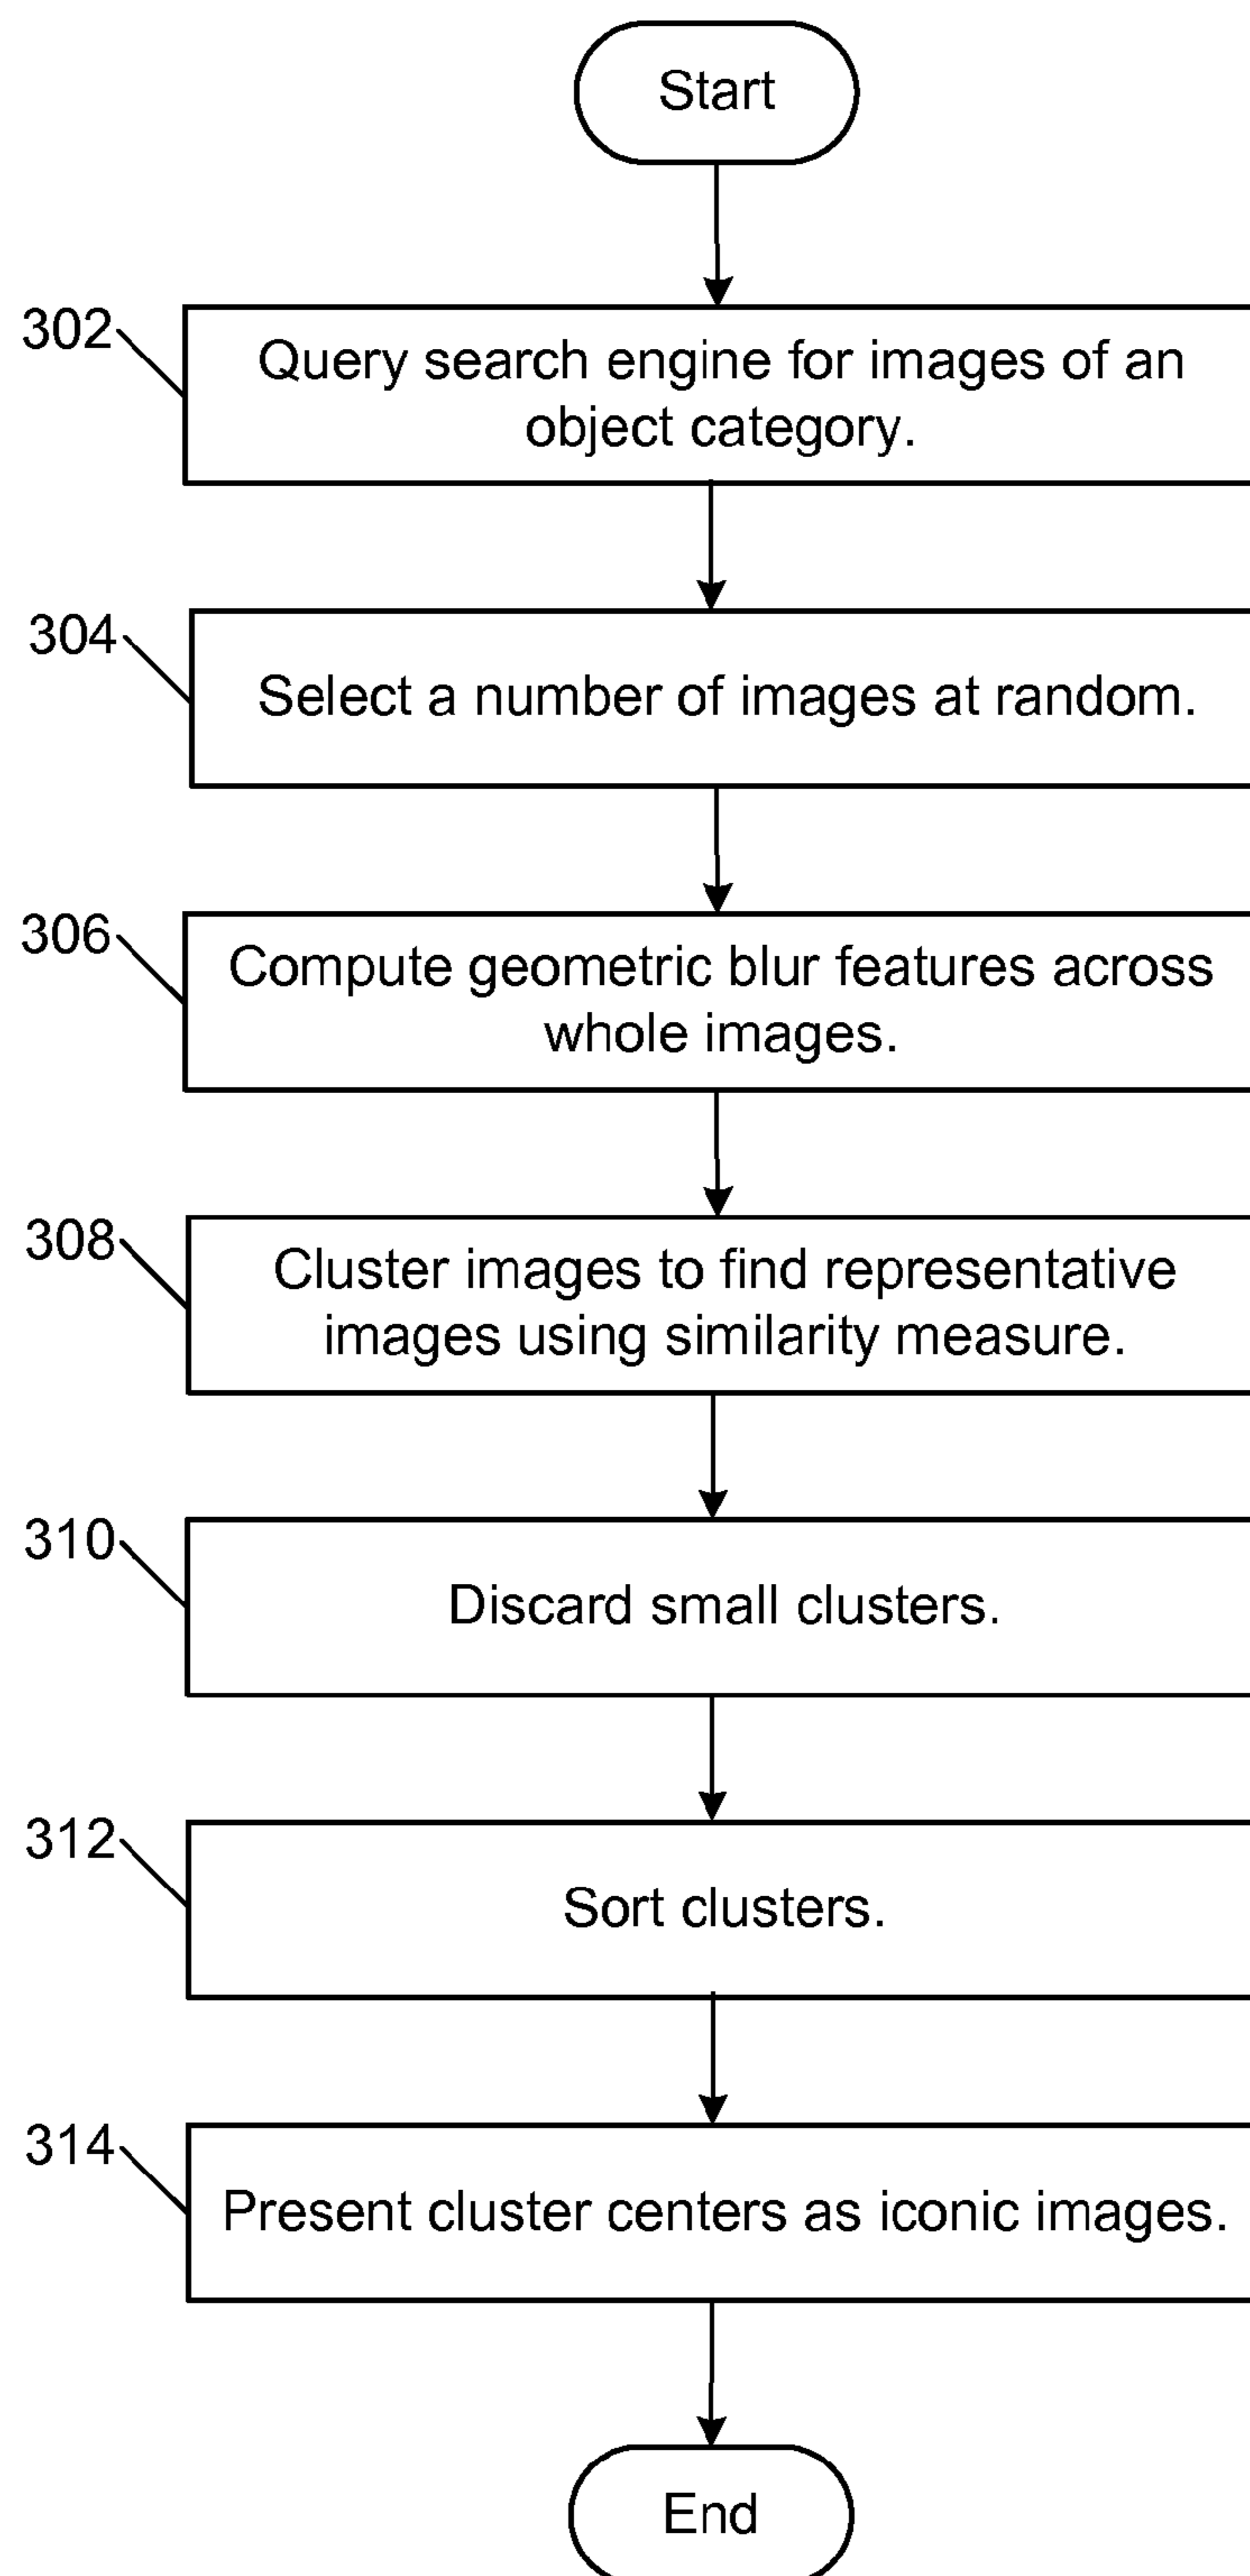 Start
302
Query search engine for images of an
object category.
304
Select a number of images at random.
306
Compute geometric blur features across
whole images.
308
Cluster images to find representative
images using similarity measure.
310
Discard small clusters.
312
Sort clusters.
314
Present cluster centers as iconic images.
End